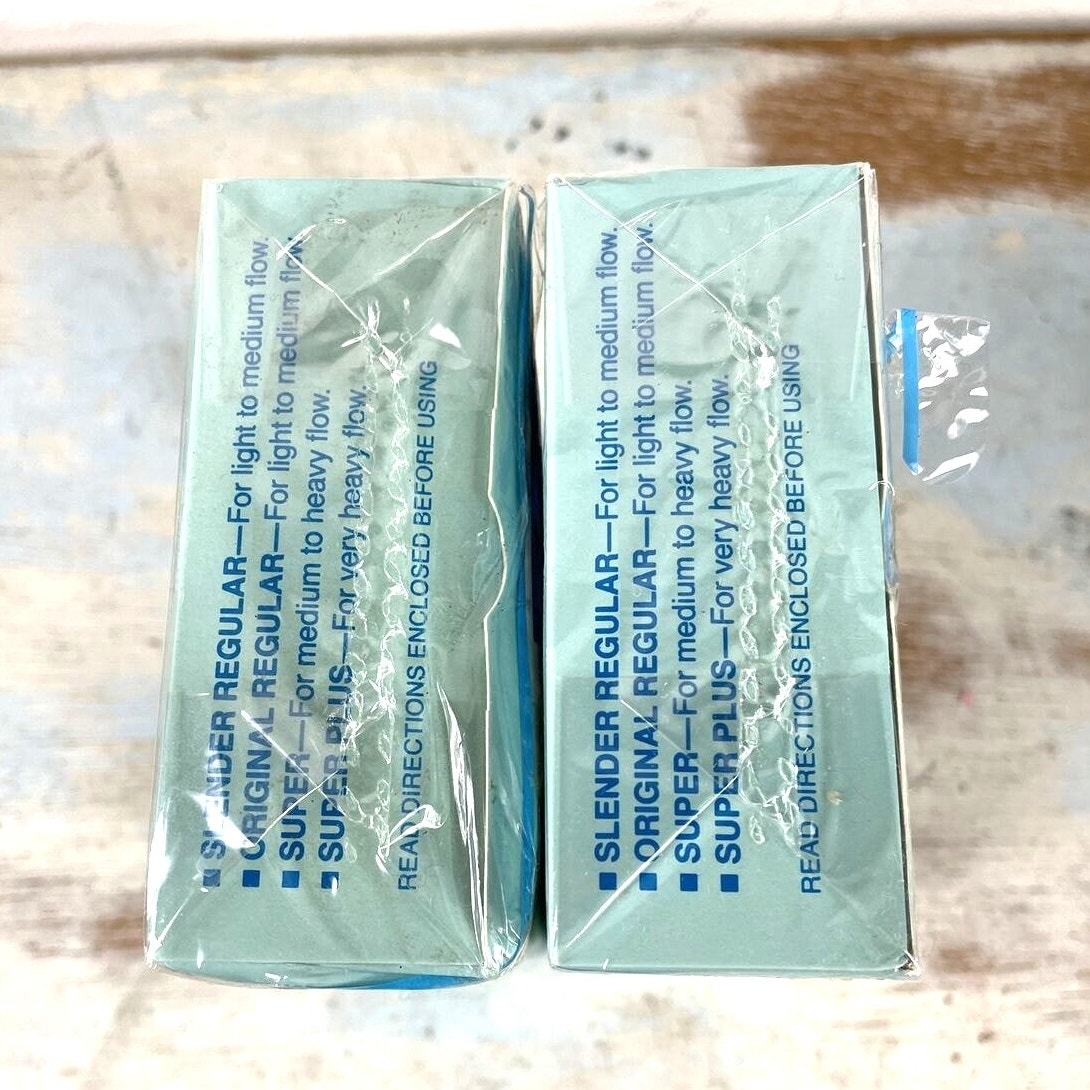 ■ SLENDER REGULAR—For light to medium flow.
■ ORIGINAL REGULAR—For light to medium flow.
■ SUPER—For medium to heavy flow.
■ SUPER PLUS—For very heavy flow.
READ DIRECTIONS ENCLOSED BEFORE USING
■ SLENDER REGULAR—For light to medium flow.
■ ORIGINAL REGULAR—For light to medium flow.
■ SUPER—For medium to heavy flow.
■ SUPER PLUS—For very heavy flow.
READ DIRECTIONS ENCLOSED BEFORE USING